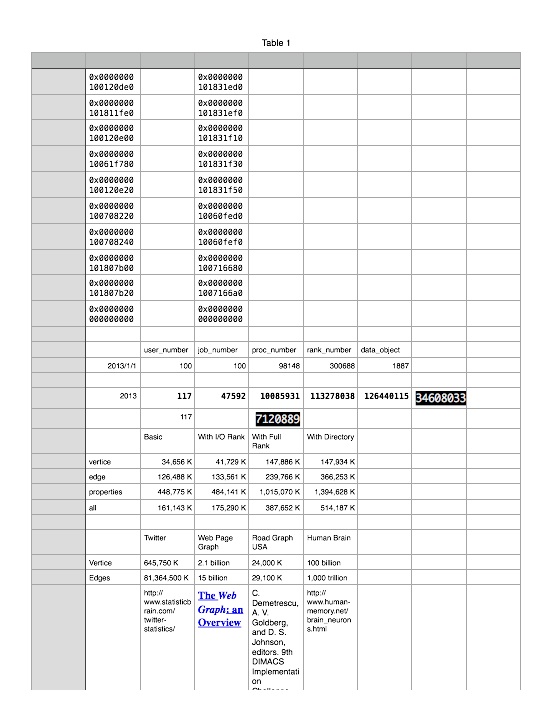 Table 1
0x0000000 0x0000000
100120de0 101831ed0
0x0000000 0x0000000
101811fe0 101831ef0
0x0000000 0x0000000
100120e00 101831f10
0x0000000 0x0000000
10061f780 101831f30
0x0000000 0x0000000
100120e20 101831f50
0x0000000 0x0000000
100708220 10060fed0
0x0000000 0x0000000
100708240 10060fef0
0x0000000 0x0000000
101807b00 100716680
0x0000000 0x0000000
101807b20 1007166a0
0x0000000 0x0000000
000000000 000000000
user_number job_number proc_number rank_number data_object
2013/1/1 100 100 98148 300688 1887
2013 117 47592 10085931 113278038 126440115 34608033
117 7120889
Basic With I/O Rank With Full With Directory
Rank
vertice 34,656 K 41,729 K 147,886 K 147,934 K
edge 126,488 K 133,561 K 239,766 K 366,253 K
properties 448,775 K 484,141 K 1,015,070 K 1,394,628 K
all 161,143 K 175,290 K 387,652 K 514,187 K
Twitter Web Page Road Graph Human Brain
Graph USA
Vertice 645,750 K 2.1 billion 24,000 K 100 billion
Edges 81,364,500 K 15 billion 29,100 K 1,000 trillion
http:// The Web C. http://
www.statisticb Graph: an Demetrescu, www.human-
rain.com/ Overview A. V. memory.net/
twitter- Goldberg, brain_neuron
statistics/ and D. S. s.html
Johnson,
editors. 9th
DIMACS
Implementati
on